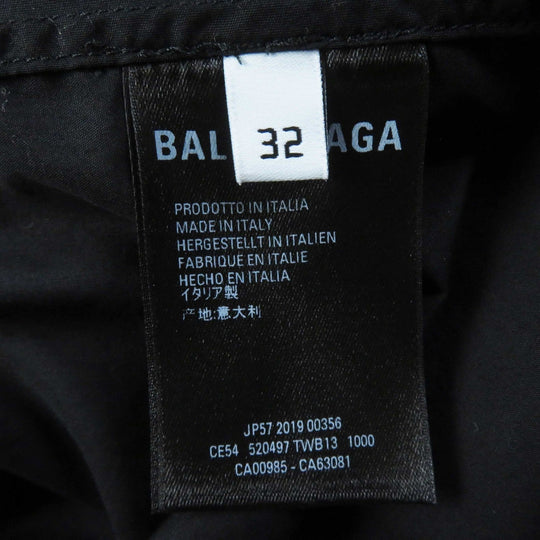 32
BAL AGA
PRODOTTO IN ITALIA
MADE IN ITALY
HERGESTELLT IN ITALIEN
FABRIQUE EN ITALIE
HECHO EN ITALIA
イタリア製
产地:意大利
JP57 2019 00356
CE54 520497 TWB13 1000
CA00985 - CA63081